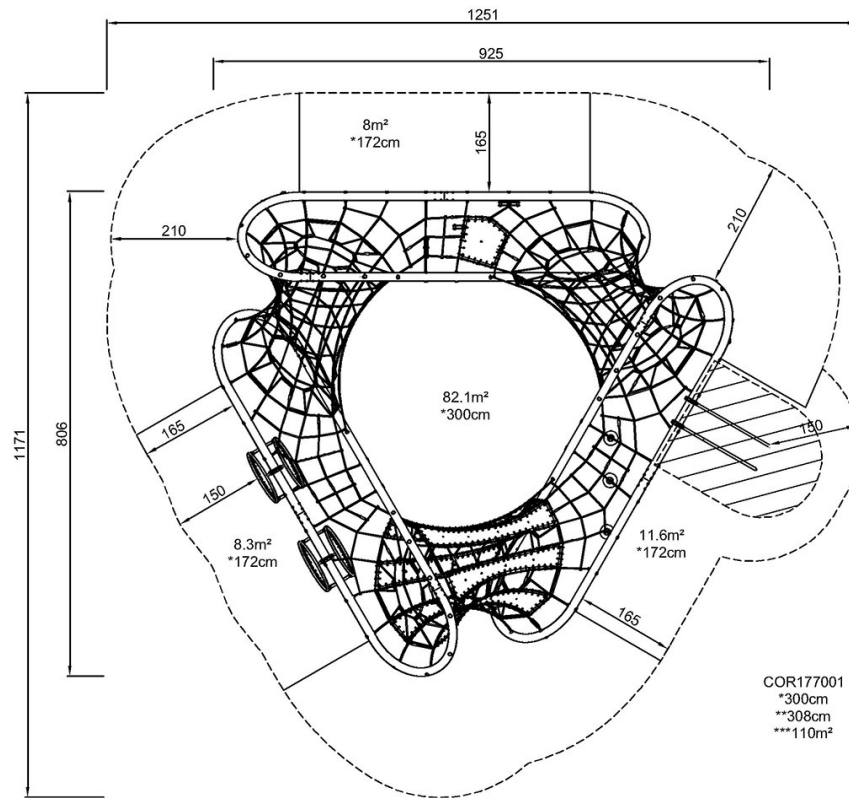 1251
925
8m²
*172cm
165
210
210
82.1m²
*300cm
1171
806
165
150
150
8.3m²
*172cm
11.6m²
*172cm
165
COR177001
*300cm
**308cm
***110m²